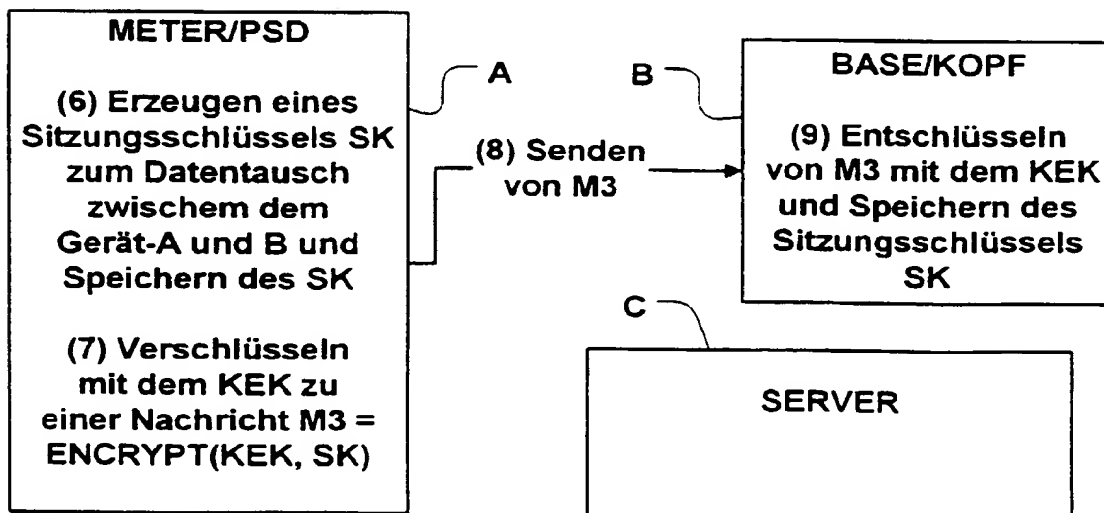 METER/PSD
(6) Erzeugen eines
Sitzungsschlüssels SK
zum Datentausch
zwischem dem
Gerät-A und B und
Speichern des SK
(7) Verschlüsseln
mit dem KEK zu
einer Nachricht M3 =
ENCRYPT(KEK, SK)
A
(8) Senden
von M3
B
BASE/KOPF
(9) Entschlüsseln
von M3 mit dem KEK
und Speichern des
Sitzungsschlüssels
SK
C
SERVER